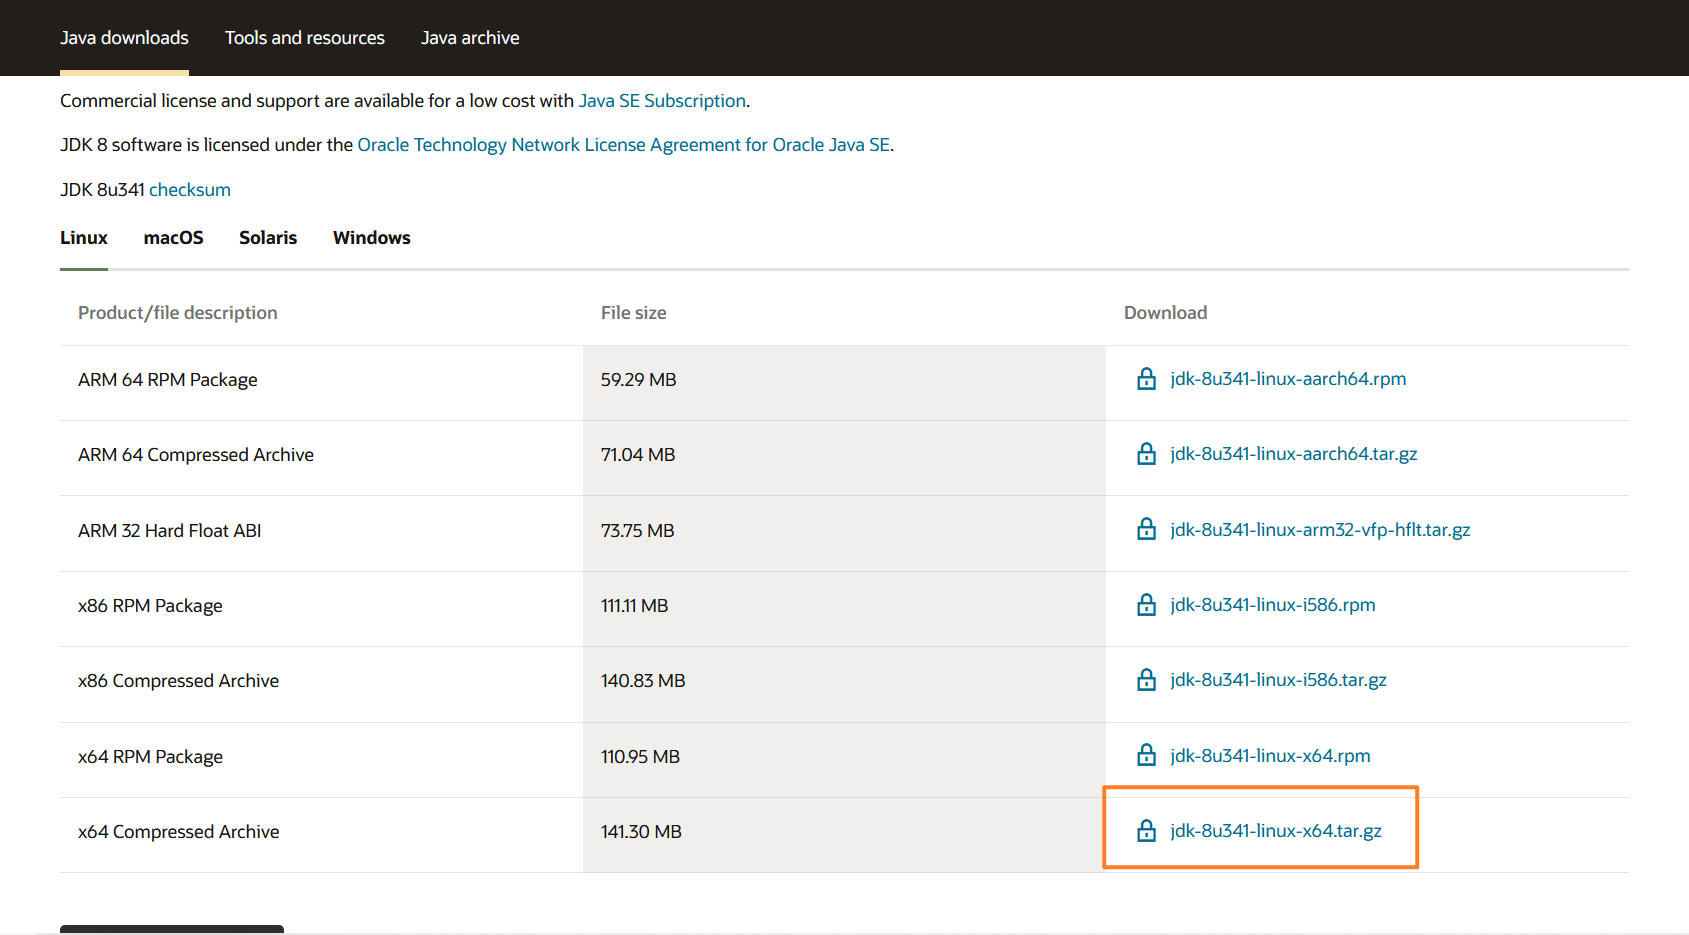 Java downloads Tools and resources Java archive
Commercial license and support are available for a low cost with Java SE Subscription.
JDK 8 software is licensed under the Oracle Technology Network License Agreement for Oracle Java SE.
JDK 8u341 checksum
Linux macOS Solaris Windows
Product/file description File size Download
ARM 64 RPM Package 59.29 MB jdk-8u341-linux-aarch64.rpm
ARM 64 Compressed Archive 71.04 MB jdk-8u341-linux-aarch64.tar.gz
ARM 32 Hard Float ABI 73.75 MB jdk-8u341-linux-arm32-vfp-hflt.tar.gz
x86 RPM Package 111.11 MB jdk-8u341-linux-i586.rpm
x86 Compressed Archive 140.83 MB jdk-8u341-linux-i586.tar.gz
x64 RPM Package 110.95 MB jdk-8u341-linux-x64.rpm
x64 Compressed Archive 141.30 MB jdk-8u341-linux-x64.tar.gz